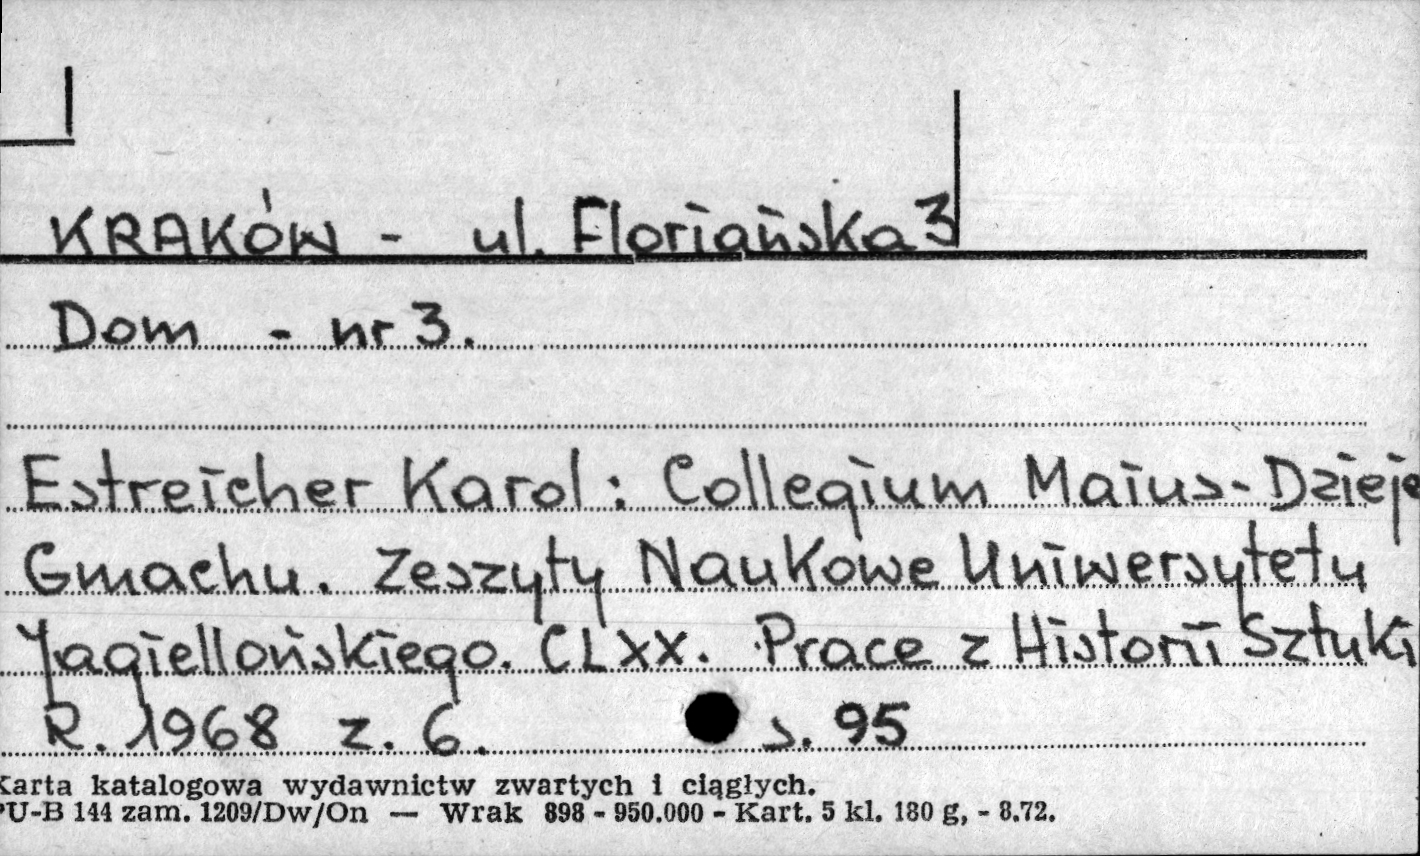 KRAKÓW - ul. Floriańska 3
Dom - nr 3.
Estreicher Karol: Collegium Maius - Dzieje
Gmachu. Zeszyty Naukowe Uniwersytetu
Jagiellońskiego. CLXX. Prace z Historii Sztuki
R. 1968 z. 6. s. 95
Karta katalogowa wydawnictw zwartych i ciągłych.
PU-B 144 zam. 1209/Dw/On — Wrak 898 - 950.000 - Kart. 5 kl. 180 g, - 8.72.